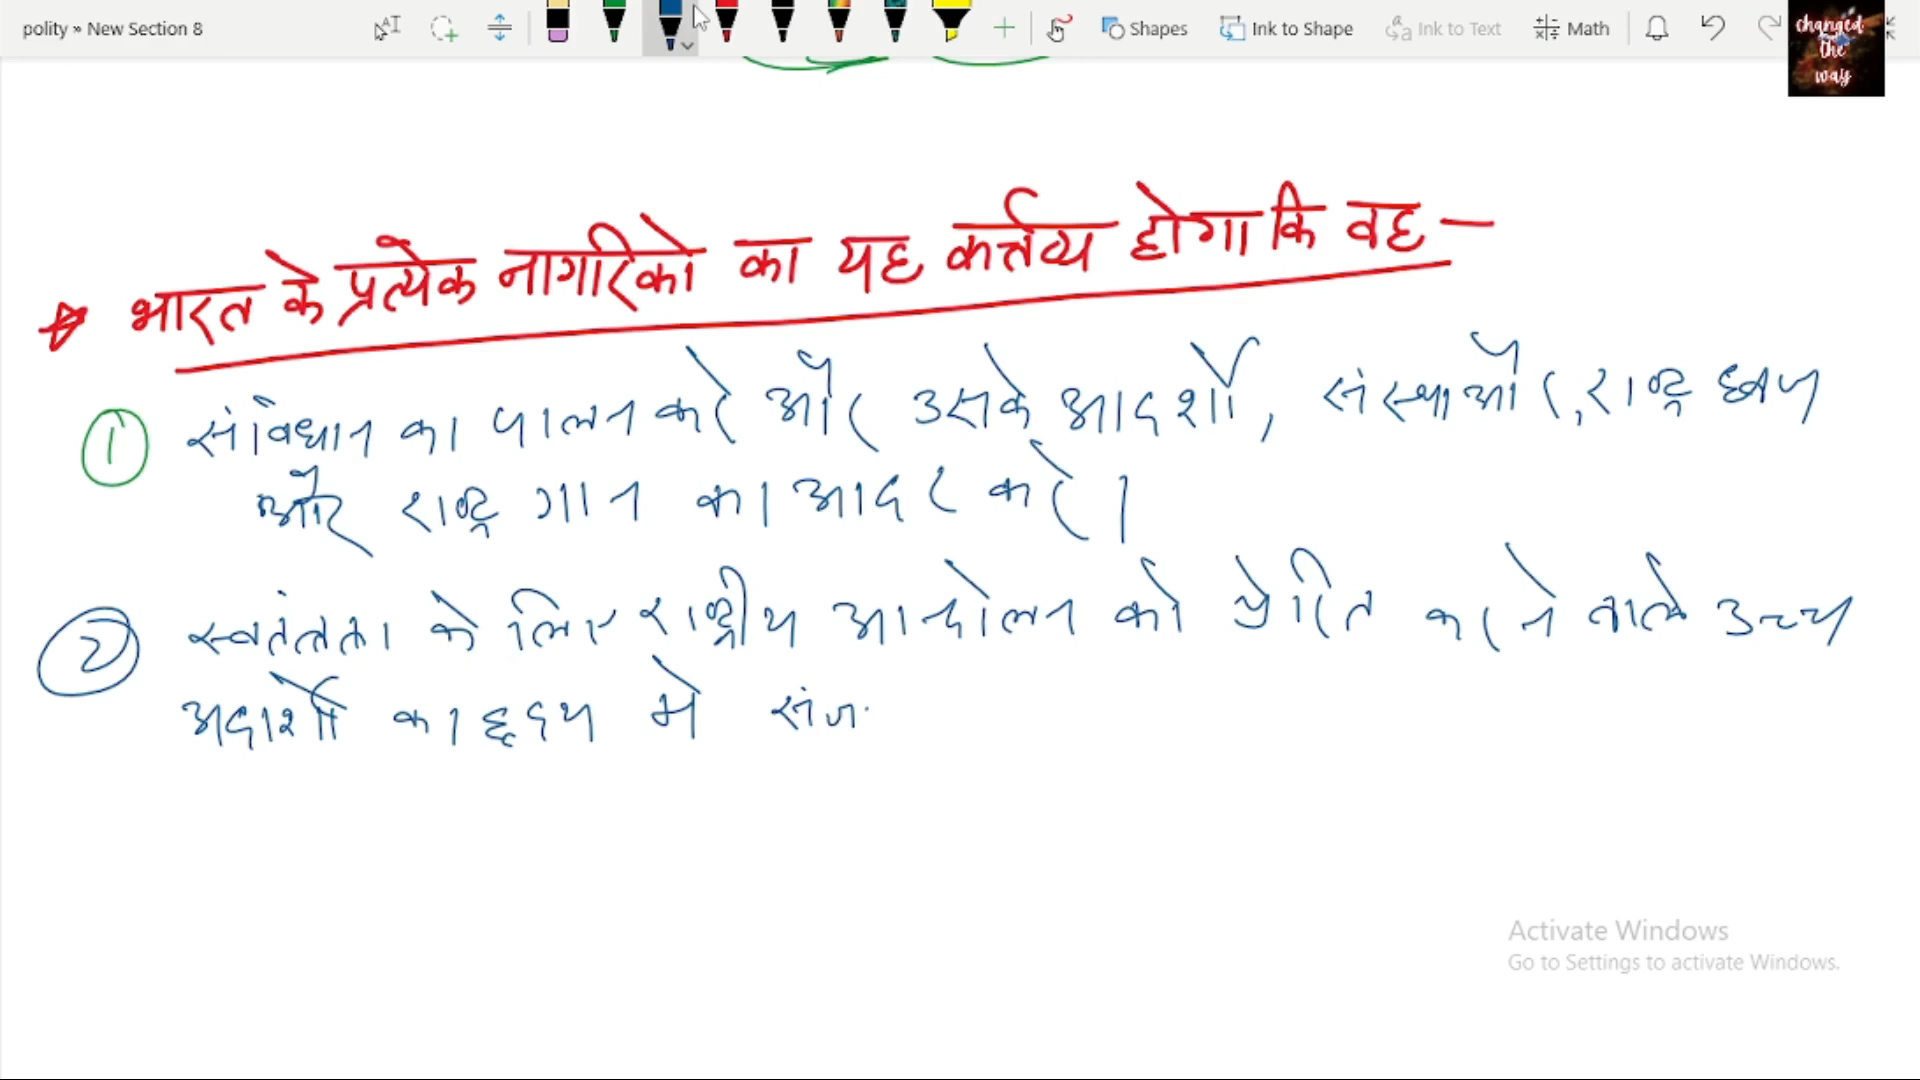 polity » New Section 8
Shapes
Ink to Shape
Ink to Text
Math
changed
the
way
भारत के प्रत्येक नागरिको का यह कर्त्तव्य होगा कि वह —
① संविधान का पालन करे और उसके आदर्शो, संस्थाओं, राष्ट्र ध्वज
और राष्ट्र गान का आदर करे।
② स्वतंत्रता के लिए राष्ट्रीय आन्दोलन को प्रेरित करने वाले उच्च
अदार्शो का हृदय मे संज
Activate Windows
Go to Settings to activate Windows.